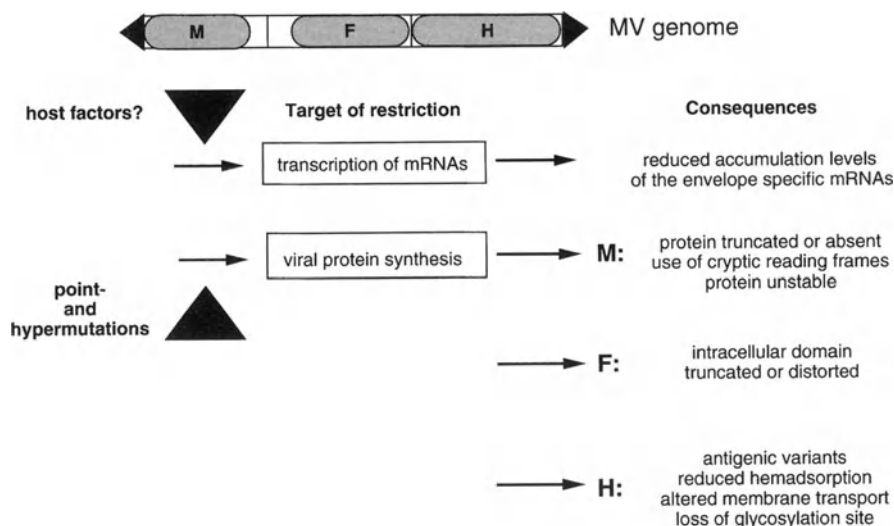 M F H MV genome
host factors? Target of restriction Consequences
transcription of mRNAs reduced accumulation levels
of the envelope specific mRNAs
viral protein synthesis M: protein truncated or absent
use of cryptic reading frames
protein unstable
point-
and
hypermutations
F: intracellular domain
truncated or distorted
H: antigenic variants
reduced hemadsorption
altered membrane transport
loss of glycosylation site